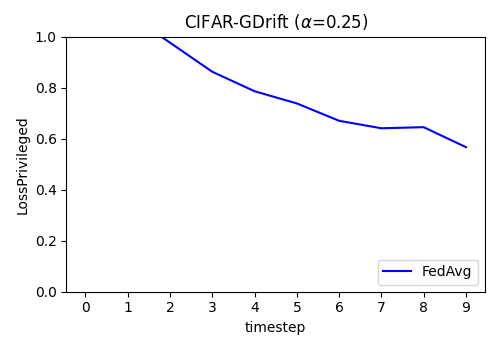 CIFAR-GDrift (α=0.25)
LossPrivileged
1.0
0.8
0.6
0.4
0.2
0.0
FedAvg
0 1 2 3 4 5 6 7 8 9
timestep